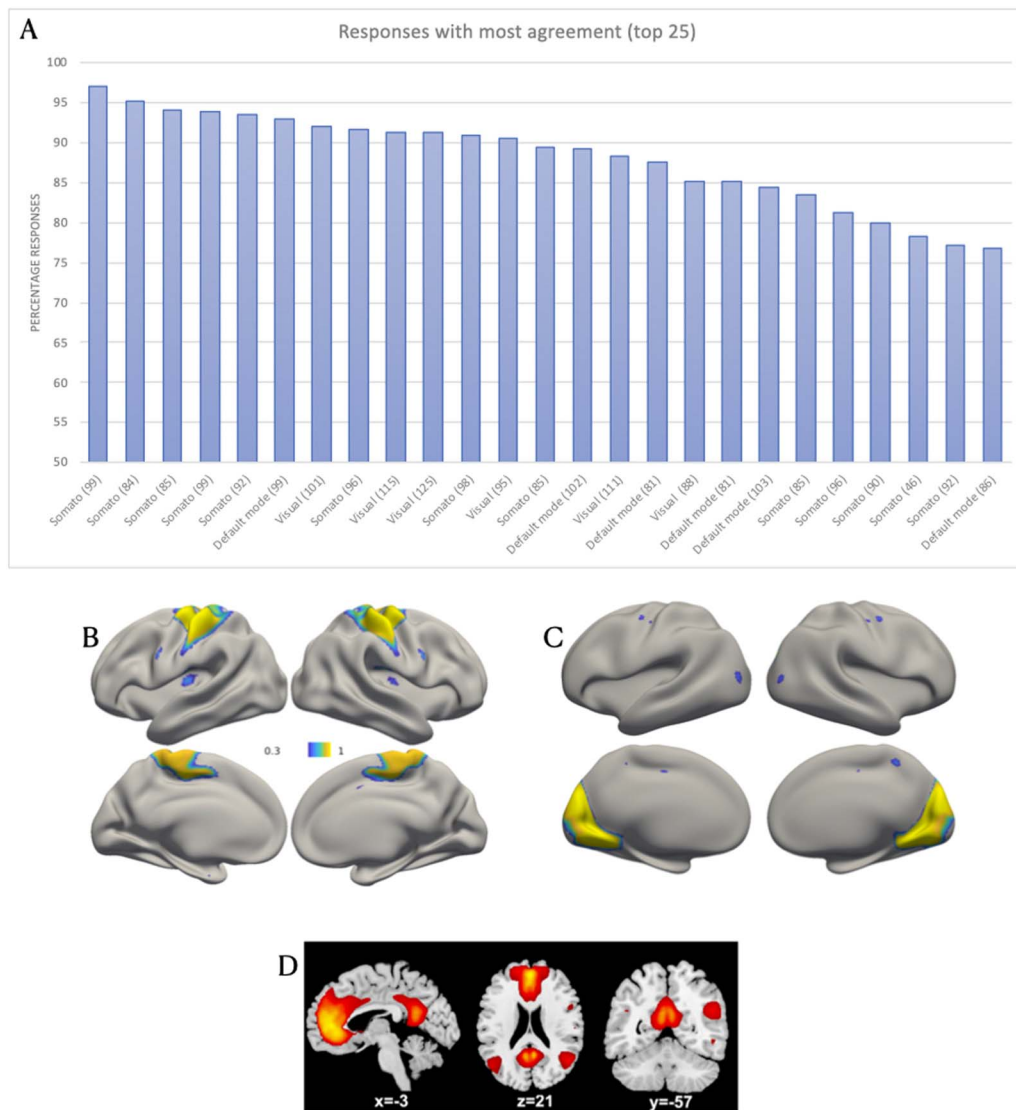 A
Responses with most agreement (top 25)
PERCENTAGE RESPONSES
100
95
90
85
80
75
70
65
60
55
50
Somato (99)
Somato (84)
Somato (85)
Somato (99)
Somato (92)
Default mode (99)
Visual (101)
Somato (96)
Visual (115)
Visual (125)
Somato (98)
Visual (95)
Somato (85)
Default mode (102)
Visual (111)
Default mode (81)
Visual (88)
Default mode (81)
Default mode (103)
Somato (85)
Somato (96)
Somato (90)
Somato (46)
Somato (92)
Default mode (86)
B
0.3 1
C
D
x=-3 z=21 y=-57